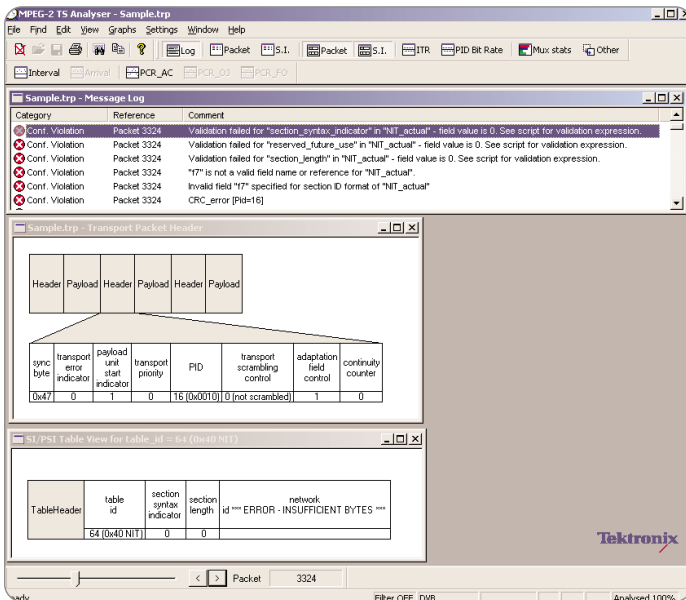 MPEG-2 TS Analyser - Sample.trp
File Find Edit View Graphs Settings Window Help
Log Packet S.I. Packet S.I. ITR PID Bit Rate Mux stats Other
Interval Arrival PCR_AC PCR_OJ PCR_FO
Sample.trp - Message Log
Category Reference Comment
Conf. Violation Packet 3324 Validation failed for "section_syntax_indicator" in "NIT_actual" - field value is 0. See script for validation expression.
Conf. Violation Packet 3324 Validation failed for "reserved_future_use" in "NIT_actual" - field value is 0. See script for validation expression.
Conf. Violation Packet 3324 Validation failed for "section_length" in "NIT_actual" - field value is 0. See script for validation expression.
Conf. Violation Packet 3324 "f7" is not a valid field name or reference for "NIT_actual".
Conf. Violation Packet 3324 Invalid field "f7" specified for section ID format of "NIT_actual"
Conf. Violation Packet 3324 CRC_error [Pid=16]
Sample.trp - Transport Packet Header
Header Payload Header Payload Header Payload
sync byte transport error indicator payload unit start indicator transport priority PID transport scrambling control adaptation field control continuity counter
0x47 0 1 0 16 (0x0010) 0 (not scrambled) 1 0
SI/PSI Table View for table_id = 64 (0x40 NIT)
TableHeader table id section syntax indicator section length network id *** ERROR - INSUFFICIENT BYTES ***
64 (0x40 NIT) 0 0
Tektronix
< > Packet 3324
eady Filter OFF DVB Analysed 100%